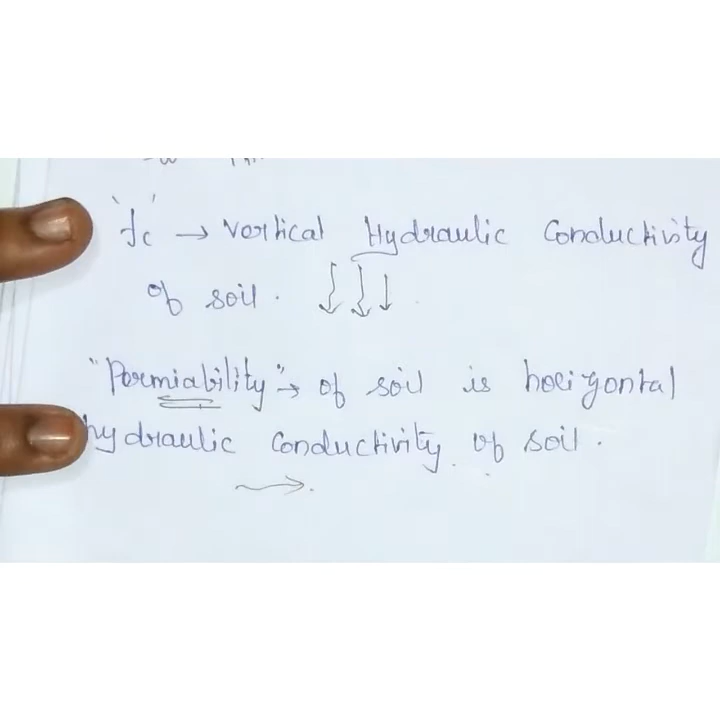 'fc' → vertical Hydraulic Conductivity
of soil. ↓↓↓
"Permiability" → of soil is horizontal
hydraulic conductivity of soil.
→